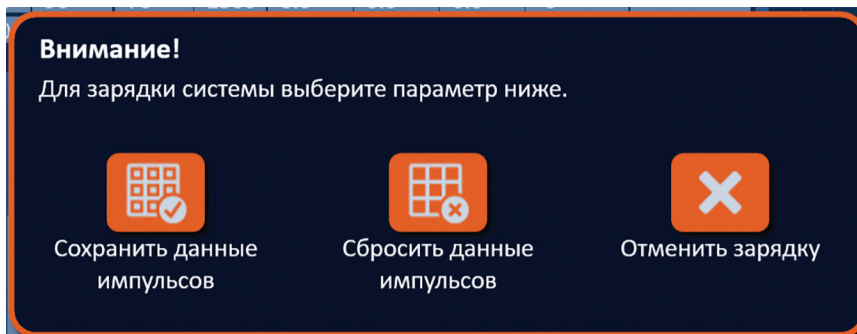 Внимание!
Для зарядки системы выберите параметр ниже.
Сохранить данные
импульсов
Сбросить данные
импульсов
Отменить зарядку